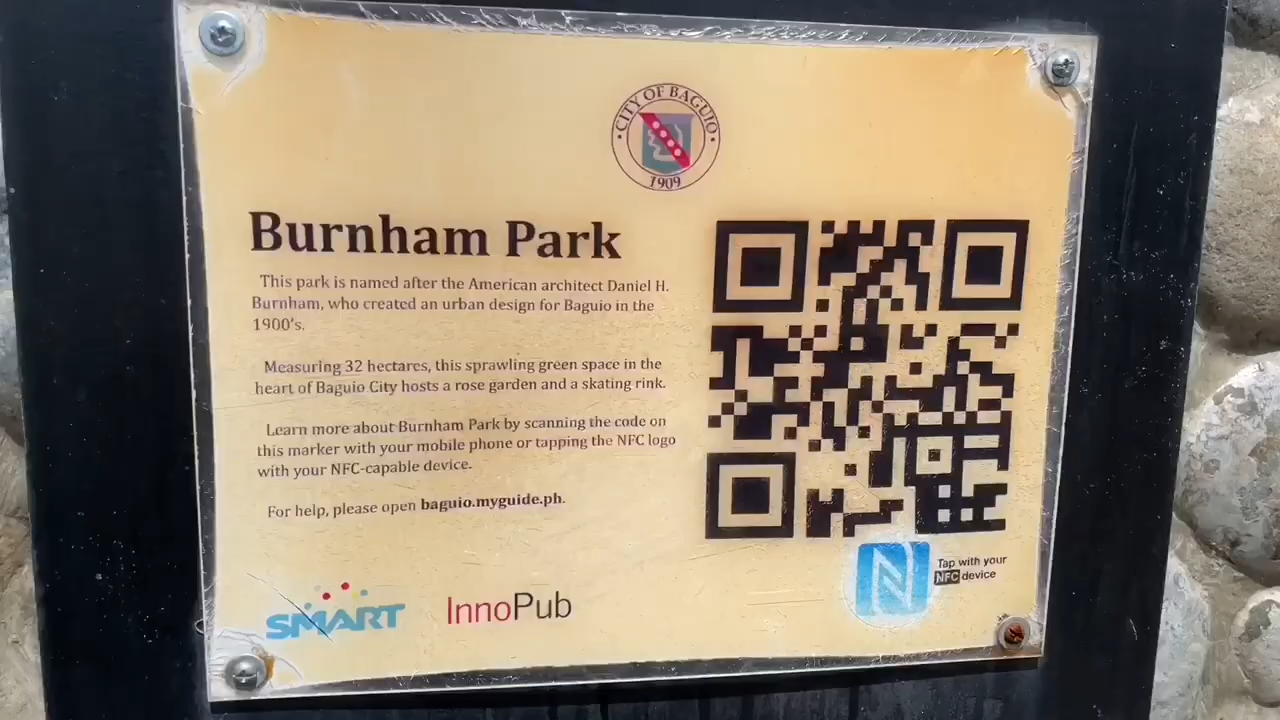 CITY OF BAGUIO
1909
Burnham Park
This park is named after the American architect Daniel H.
Burnham, who created an urban design for Baguio in the
1900's.
Measuring 32 hectares, this sprawling green space in the
heart of Baguio City hosts a rose garden and a skating rink.
Learn more about Burnham Park by scanning the code on
this marker with your mobile phone or tapping the NFC logo
with your NFC-capable device.
For help, please open baguio.myguide.ph.
Tap with your
NFC device
SMART
InnoPub